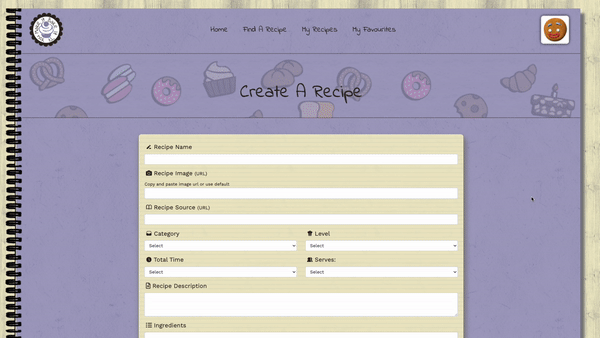 Home Find A Recipe My Recipes My Favourites
Create A Recipe
Recipe Name
Recipe Image (URL)
Copy and paste image url or use default
Recipe Source (URL)
Category Level
Select Select
Total Time Serves:
Select Select
Recipe Description
Ingredients